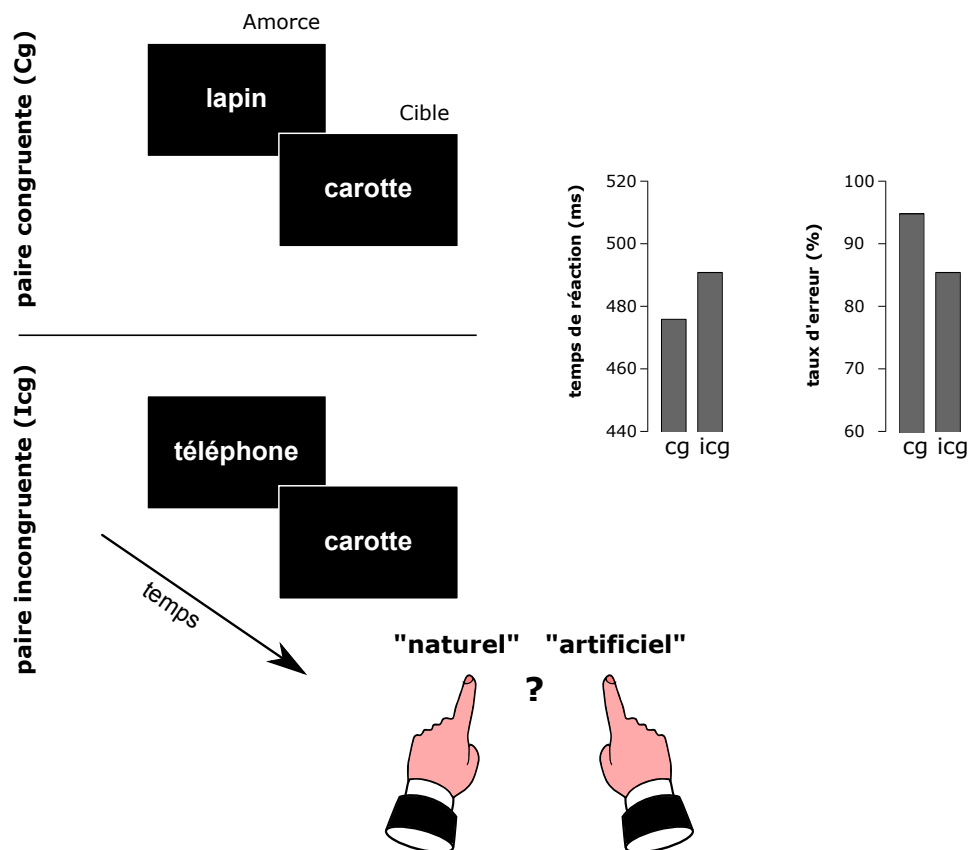 paire congruente (Cg)
Amorce
lapin
Cible
carotte
paire incongruente (Icg)
téléphone
carotte
temps
"naturel" "artificiel"
?
temps de réaction (ms)
520
500
480
460
440
cg icg
taux d'erreur (%)
100
90
80
70
60
cg icg